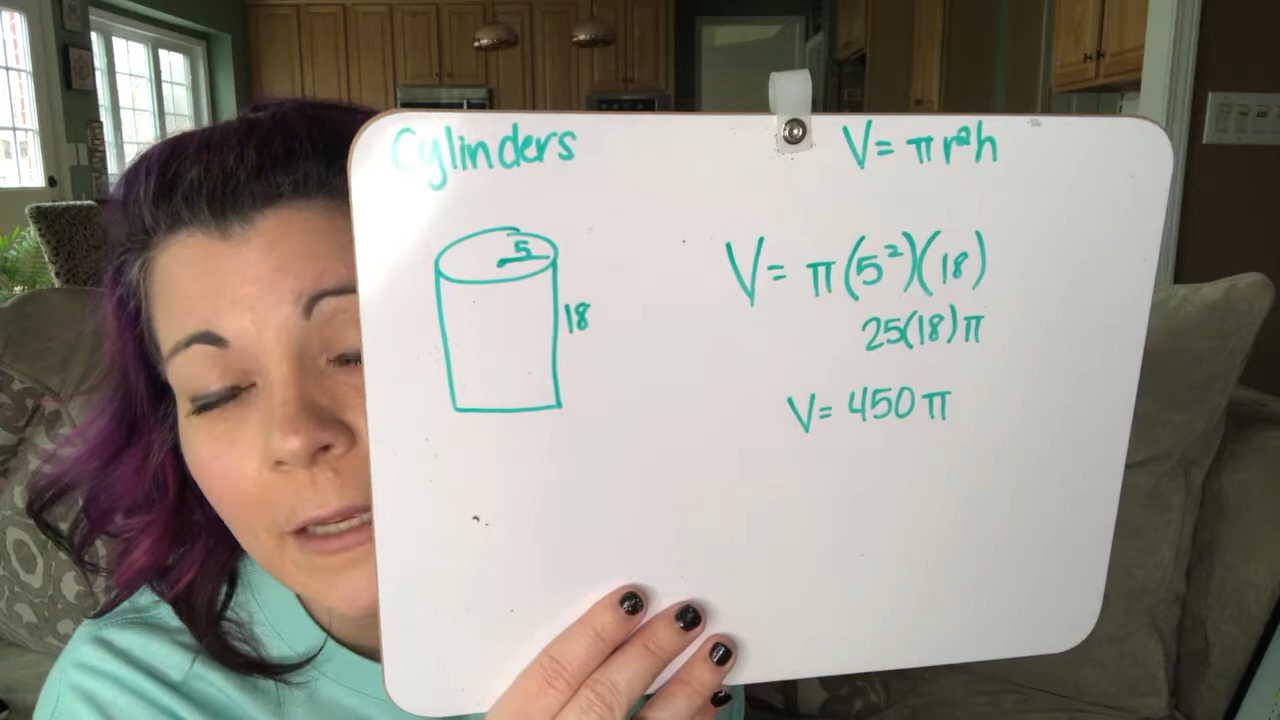 Cylinders
V = πr²h
5
18
V = π(5²)(18)
25(18)π
V = 450π